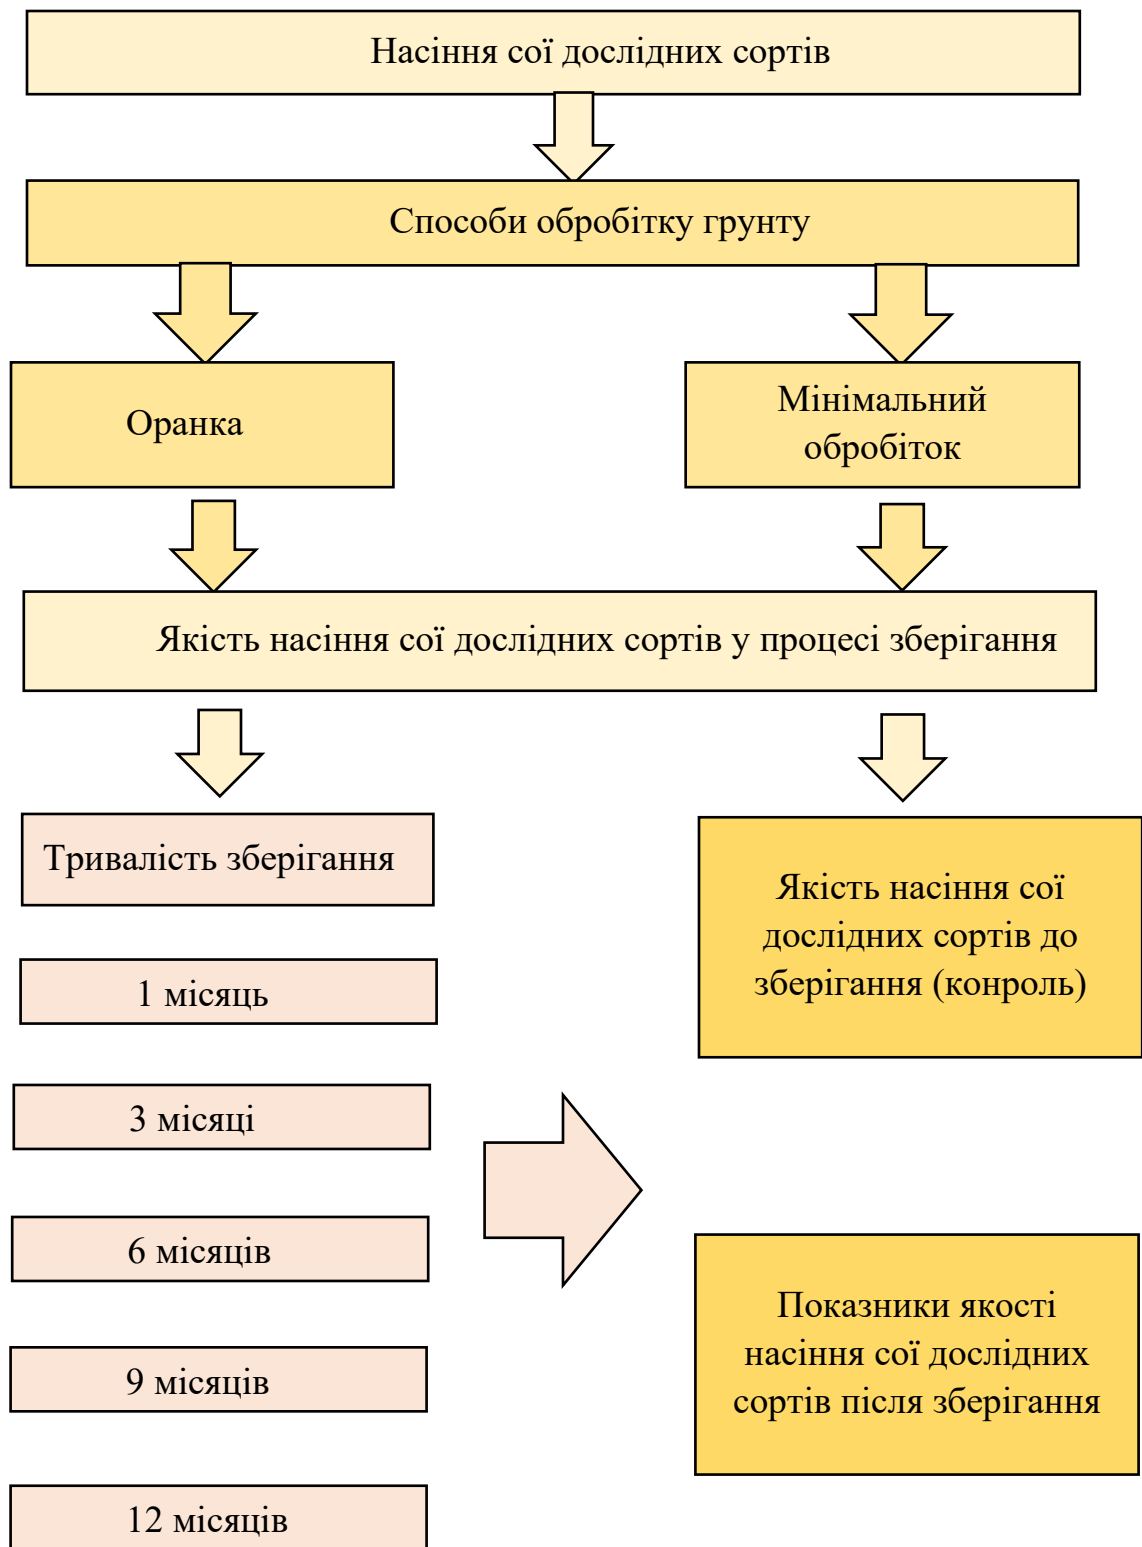 Насіння сої дослідних сортів
Способи обробітку грунту
Оранка
Мінімальний
обробіток
Якість насіння сої дослідних сортів у процесі зберігання
Тривалість зберігання
1 місяць
3 місяці
6 місяців
9 місяців
12 місяців
Якість насіння сої
дослідних сортів до
зберігання (конроль)
Показники якості
насіння сої дослідних
сортів після зберігання